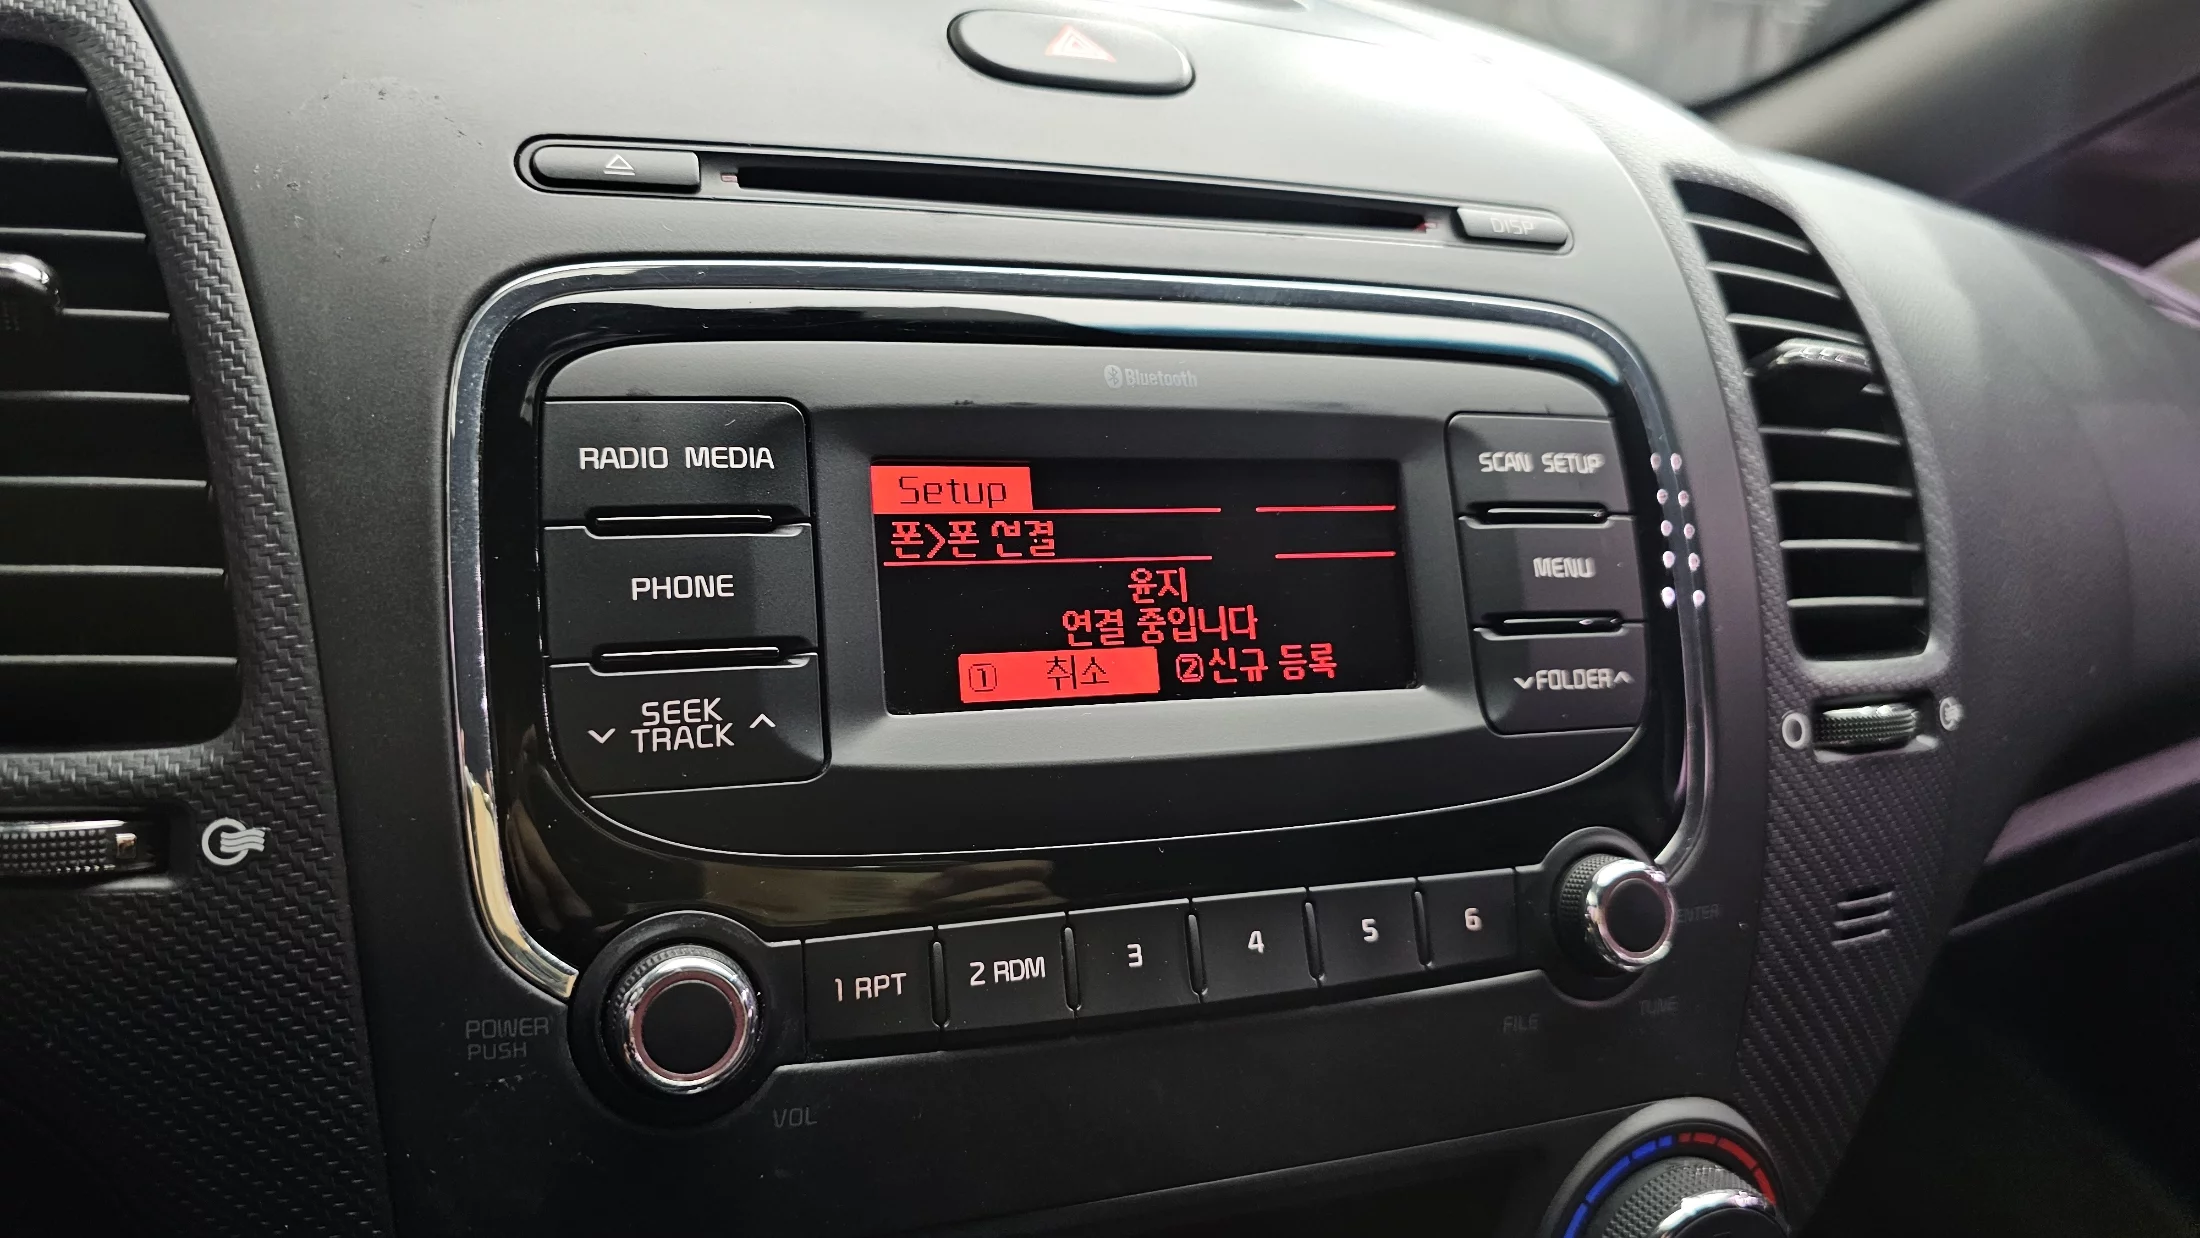 DISP
Bluetooth
RADIO MEDIA
SCAN SETUP
Setup
폰>폰 연결
PHONE
MENU
윤지
연결 중입니다
① 취소 ②신규 등록
SEEK
TRACK
FOLDER
1 RPT
2 RDM
3
4
5
6
ENTER
POWER
PUSH
VOL
FILE
TUNE